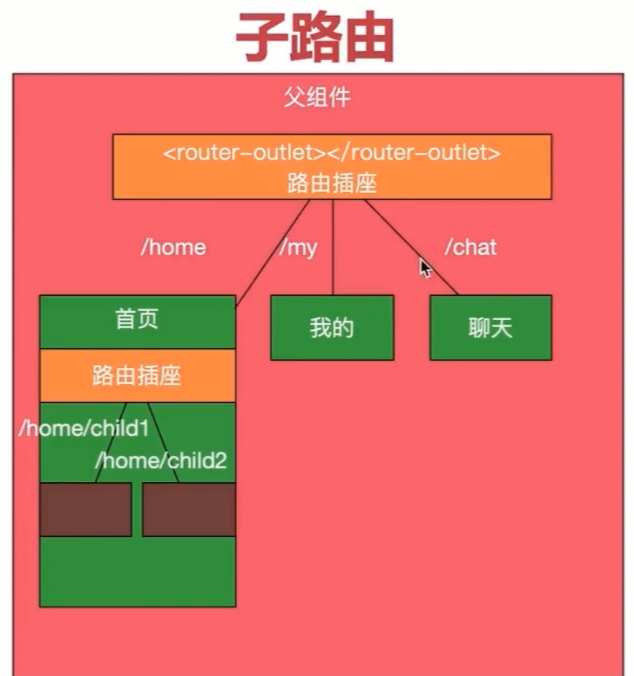 子路由
父组件
<router-outlet></router-outlet>
路由插座
/home
/my
/chat
首页
我的
聊天
路由插座
/home/child1
/home/child2